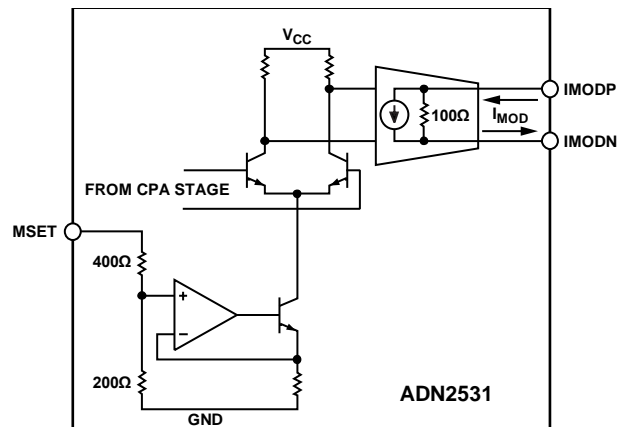 VCC
100Ω
IMODP
IMOD
IMODN
FROM CPA STAGE
MSET
400Ω
+
–
200Ω
GND
ADN2531